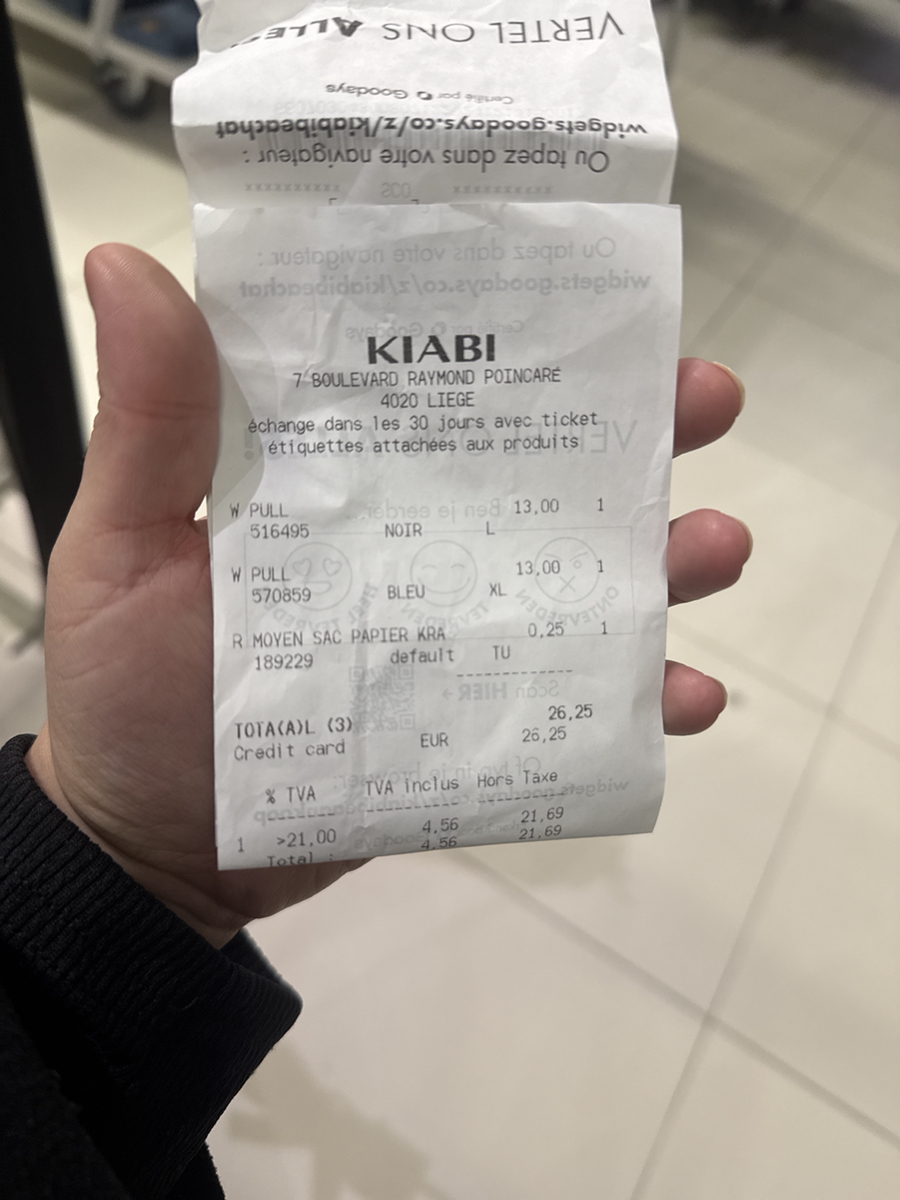 VERTEL ONS
Certifié par Goodays
widgets.goodays.co/z/kiabibeachat
Ou tapez dans votre navigateur :
KIABI
7 BOULEVARD RAYMOND POINCARÉ
4020 LIEGE
échange dans les 30 jours avec ticket
étiquettes attachées aux produits
W PULL 13,00 1
516495 NOIR L
W PULL 13,00 1
570859 BLEU XL
R MOYEN SAC PAPIER KRA 0,25 1
189229 default TU
------------
TOTA(A)L (3) 26,25
Credit card EUR 26,25
% TVA TVA inclus Hors Taxe
1 >21,00 4,56 21,69
Total : 4,56 21,69